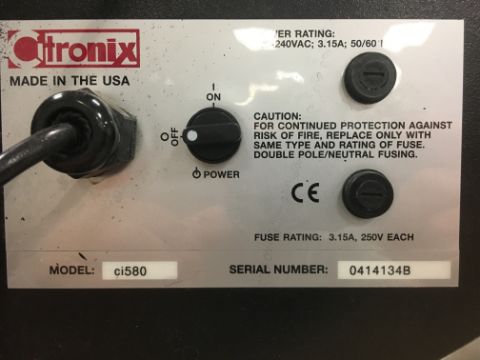 Citronix
MADE IN THE USA
ER RATING:
240VAC; 3.15A; 50/60
I
ON
O
OFF
POWER
CAUTION:
FOR CONTINUED PROTECTION AGAINST
RISK OF FIRE, REPLACE ONLY WITH
SAME TYPE AND RATING OF FUSE.
DOUBLE POLE/NEUTRAL FUSING.
CE
FUSE RATING: 3.15A, 250V EACH
MODEL: ci580
SERIAL NUMBER: 0414134B